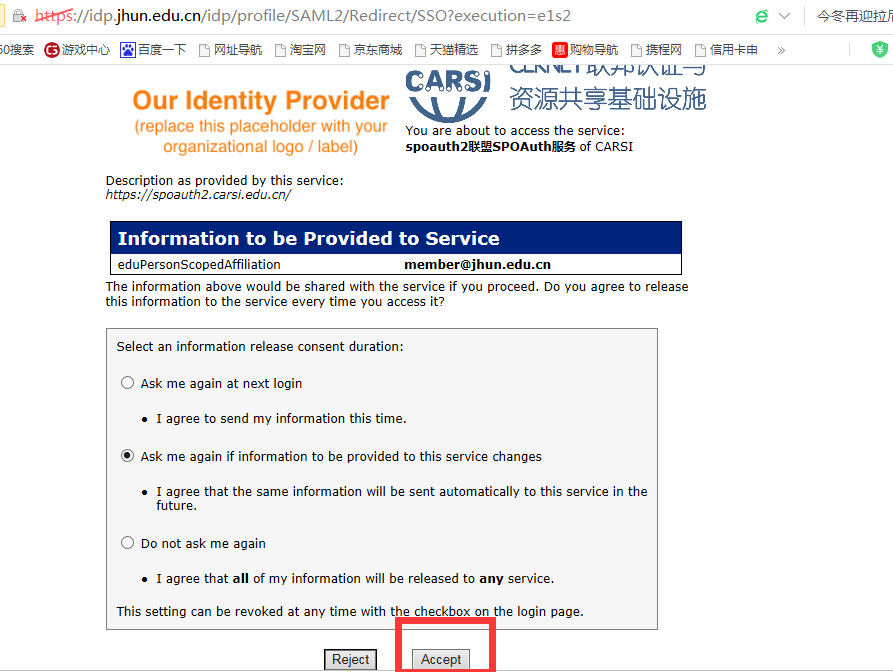 https://idp.jhun.edu.cn/idp/profile/SAML2/Redirect/SSO?execution=e1s2
今冬再迎拉尼
60搜索 游戏中心 百度一下 网址导航 淘宝网 京东商城 天猫精选 拼多多 惠 购物导航 携程网 信用卡申 »
Our Identity Provider
(replace this placeholder with your
organizational logo / label)
CARSI
CERNET联邦认证与
资源共享基础设施
You are about to access the service:
spoauth2联盟SPOAuth服务 of CARSI
Description as provided by this service:
https://spoauth2.carsi.edu.cn/
Information to be Provided to Service
eduPersonScopedAffiliation member@jhun.edu.cn
The information above would be shared with the service if you proceed. Do you agree to release
this information to the service every time you access it?
Select an information release consent duration:
Ask me again at next login
• I agree to send my information this time.
Ask me again if information to be provided to this service changes
• I agree that the same information will be sent automatically to this service in the
future.
Do not ask me again
• I agree that all of my information will be released to any service.
This setting can be revoked at any time with the checkbox on the login page.
Reject Accept